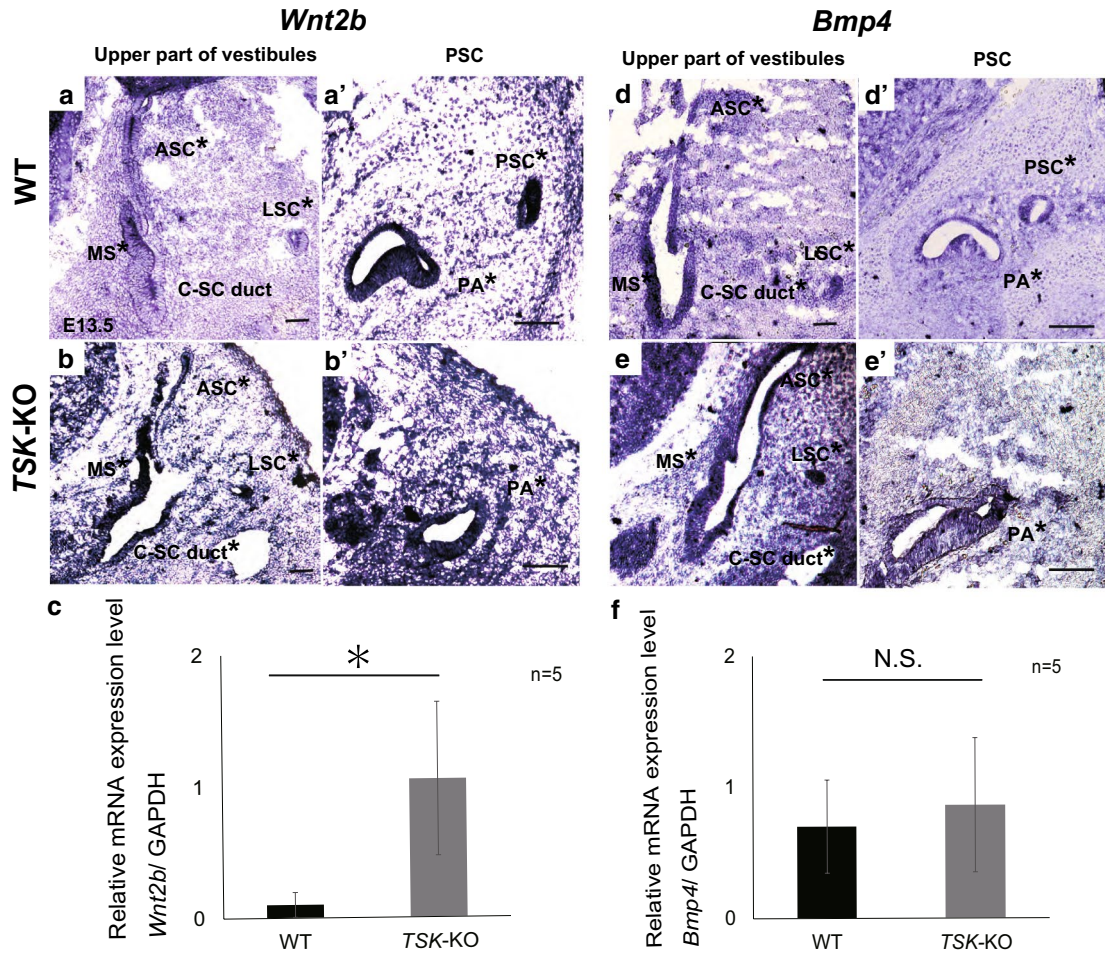 Wnt2b
Bmp4
Upper part of vestibules
PSC
Upper part of vestibules
PSC
WT
a
ASC*
LSC*
MS*
C-SC duct
E13.5
a'
PSC*
PA*
d
ASC*
LSC*
MS*
C-SC duct*
d'
PSC*
PA*
TSK-KO
b
ASC*
MS*
LSC*
C-SC duct*
b'
PA*
e
ASC*
MS*
LSC*
C-SC duct*
e'
PA*
c
Relative mRNA expression level
Wnt2b/ GAPDH
2
1
0
*
n=5
WT
TSK-KO
f
Relative mRNA expression level
Bmp4/ GAPDH
2
1
0
N.S.
n=5
WT
TSK-KO